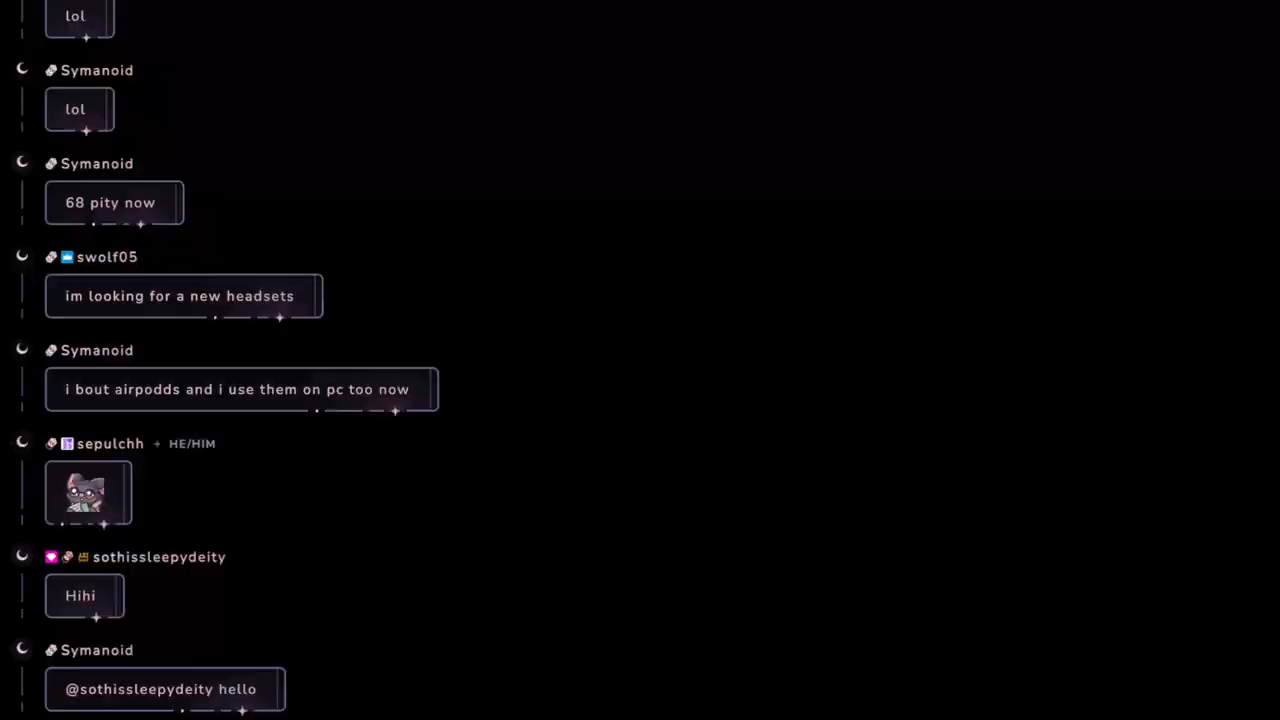 lol
Symanoid
lol
Symanoid
68 pity now
swolf05
im looking for a new headsets
Symanoid
i bout airpodds and i use them on pc too now
sepulchh + HE/HIM
sothissleepydeity
Hihi
Symanoid
@sothissleepydeity hello